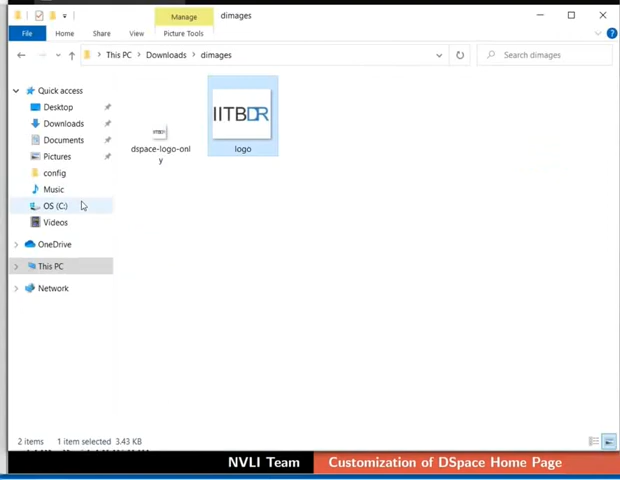 Manage
dimages
File
Home
Share
View
Picture Tools
This PC
Downloads
dimages
Search dimages
Quick access
Desktop
Downloads
Documents
Pictures
config
Music
OS (C:)
Videos
OneDrive
This PC
Network
IITBDR
dspace-logo-onl
y
IITBDR
logo
2 items
1 item selected 3.43 KB
NVLI Team
Customization of DSpace Home Page